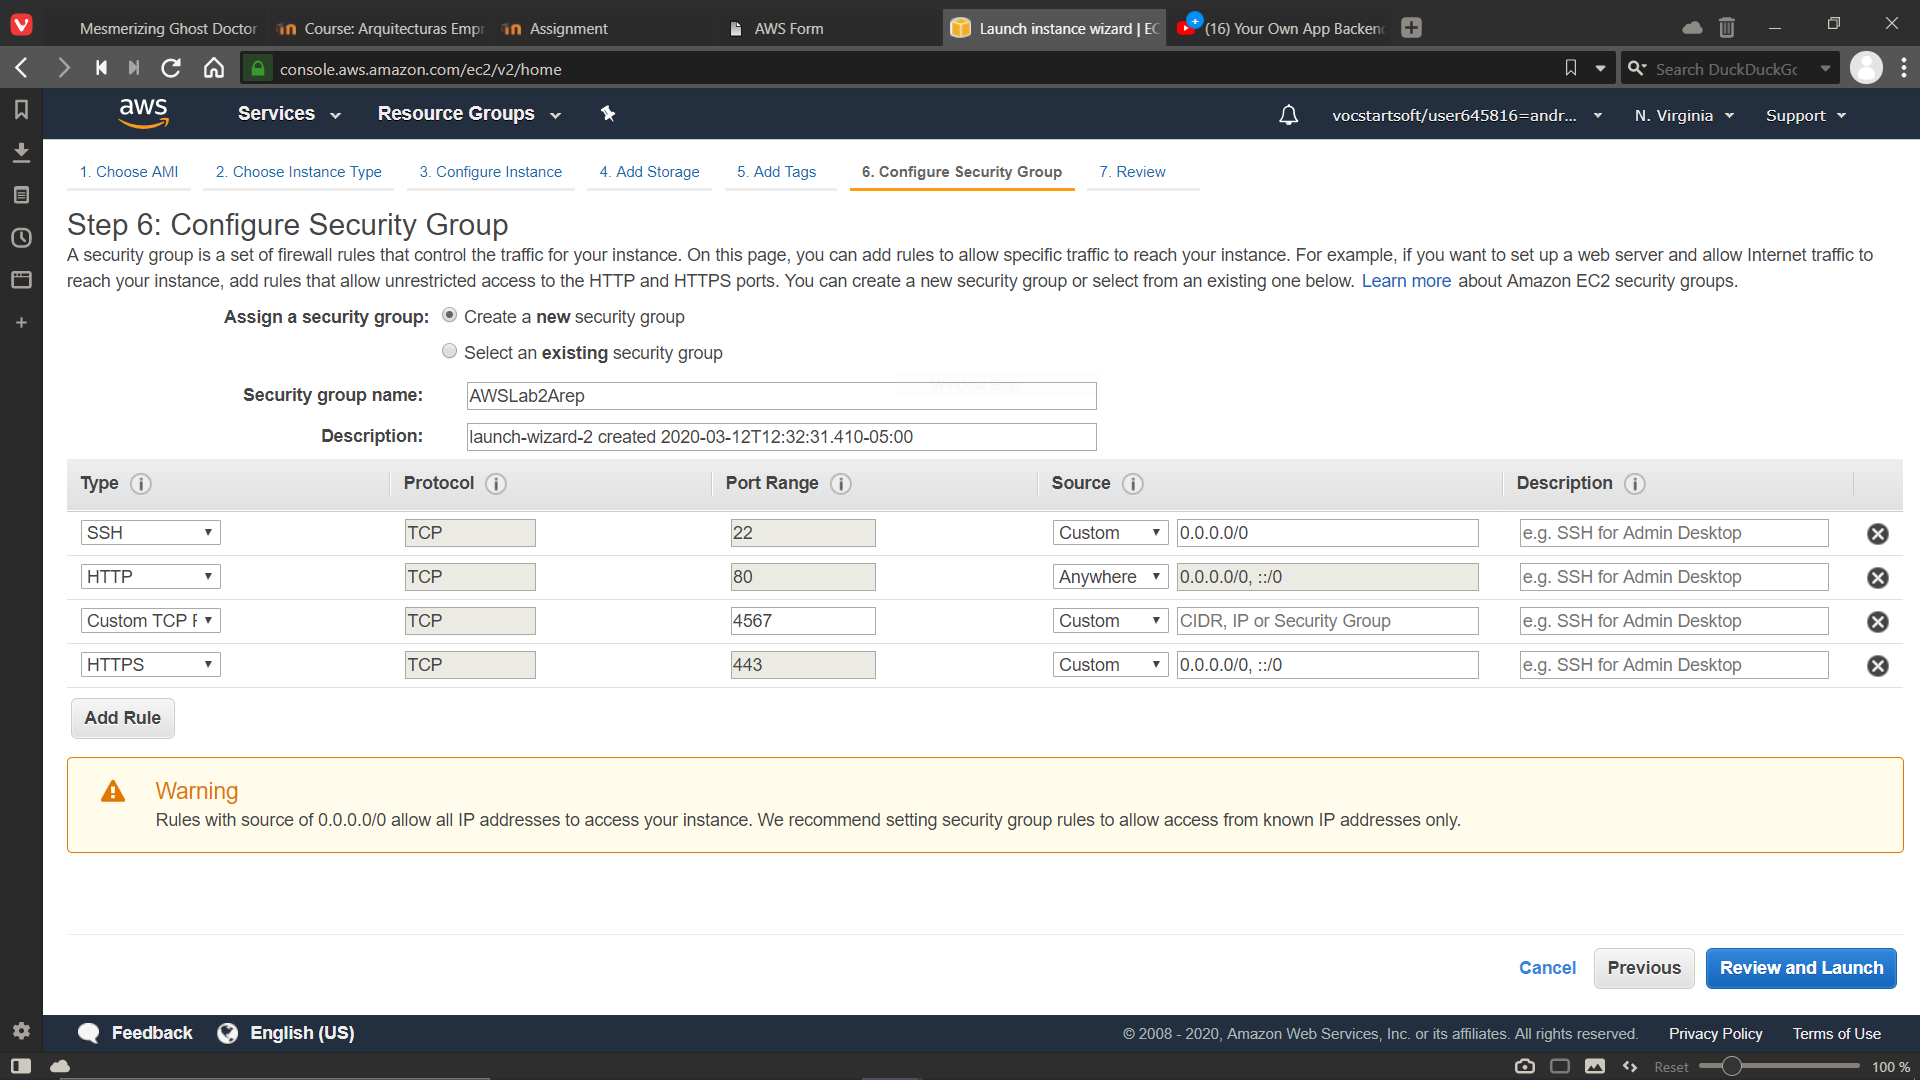 Mesmerizing Ghost Doctor
Course: Arquitecturas Empr
Assignment
AWS Form
Launch instance wizard | EC
(16) Your Own App Backend
console.aws.amazon.com/ec2/v2/home
Search DuckDuckGo
aws
Services
Resource Groups
vocstartsoft/user645816=andr...
N. Virginia
Support
1. Choose AMI
2. Choose Instance Type
3. Configure Instance
4. Add Storage
5. Add Tags
6. Configure Security Group
7. Review
Step 6: Configure Security Group
A security group is a set of firewall rules that control the traffic for your instance. On this page, you can add rules to allow specific traffic to reach your instance. For example, if you want to set up a web server and allow Internet traffic to
reach your instance, add rules that allow unrestricted access to the HTTP and HTTPS ports. You can create a new security group or select from an existing one below. Learn more about Amazon EC2 security groups.
Assign a security group:
Create a new security group
Select an existing security group
Security group name:
AWSLab2Arep
Description:
launch-wizard-2 created 2020-03-12T12:32:31.410-05:00
Type Protocol Port Range Source Description
SSH TCP 22 Custom 0.0.0.0/0 e.g. SSH for Admin Desktop
HTTP TCP 80 Anywhere 0.0.0.0/0, ::/0 e.g. SSH for Admin Desktop
Custom TCP F TCP 4567 Custom CIDR, IP or Security Group e.g. SSH for Admin Desktop
HTTPS TCP 443 Custom 0.0.0.0/0, ::/0 e.g. SSH for Admin Desktop
Add Rule
Warning
Rules with source of 0.0.0.0/0 allow all IP addresses to access your instance. We recommend setting security group rules to allow access from known IP addresses only.
Cancel
Previous
Review and Launch
Feedback
English (US)
© 2008 - 2020, Amazon Web Services, Inc. or its affiliates. All rights reserved.
Privacy Policy
Terms of Use
Reset
100 %